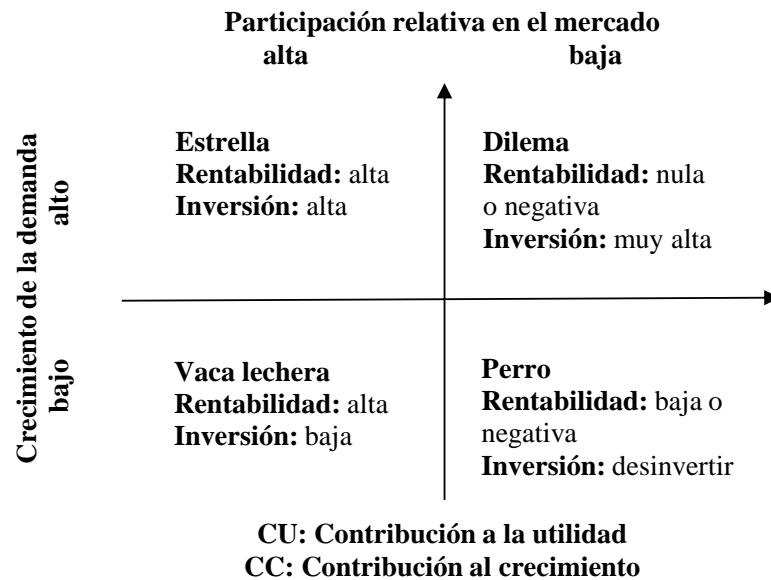 Participación relativa en el mercado
alta baja
Crecimiento de la demanda
alto
bajo
Estrella
Rentabilidad: alta
Inversión: alta
Dilema
Rentabilidad: nula
o negativa
Inversión: muy alta
Vaca lechera
Rentabilidad: alta
Inversión: baja
Perro
Rentabilidad: baja o
negativa
Inversión: desinvertir
CU: Contribución a la utilidad
CC: Contribución al crecimiento